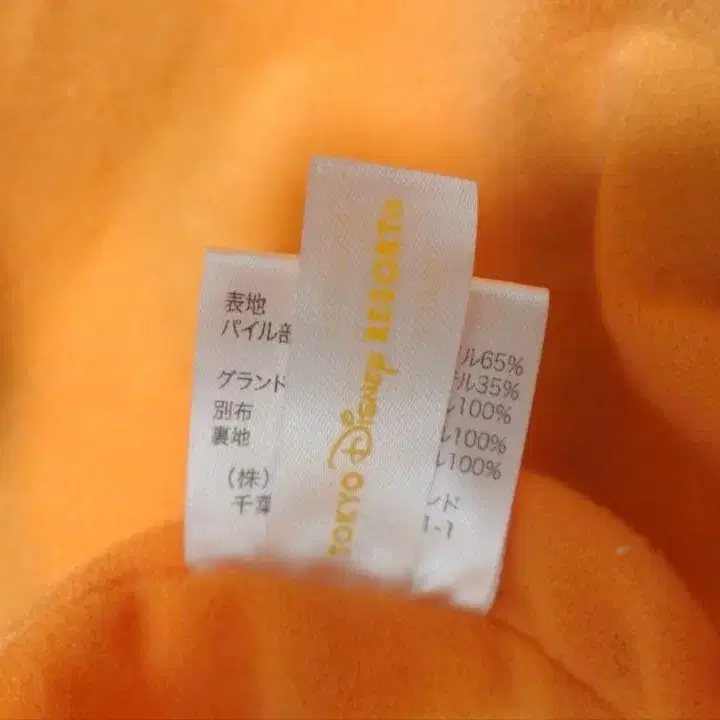 TOKYO DISNEY RESORT®
表地
パイル部
ル65%
グランド
テル35%
別布
ル100%
裏地
ル100%
ル100%
(株)
ンド
千葉
1-1